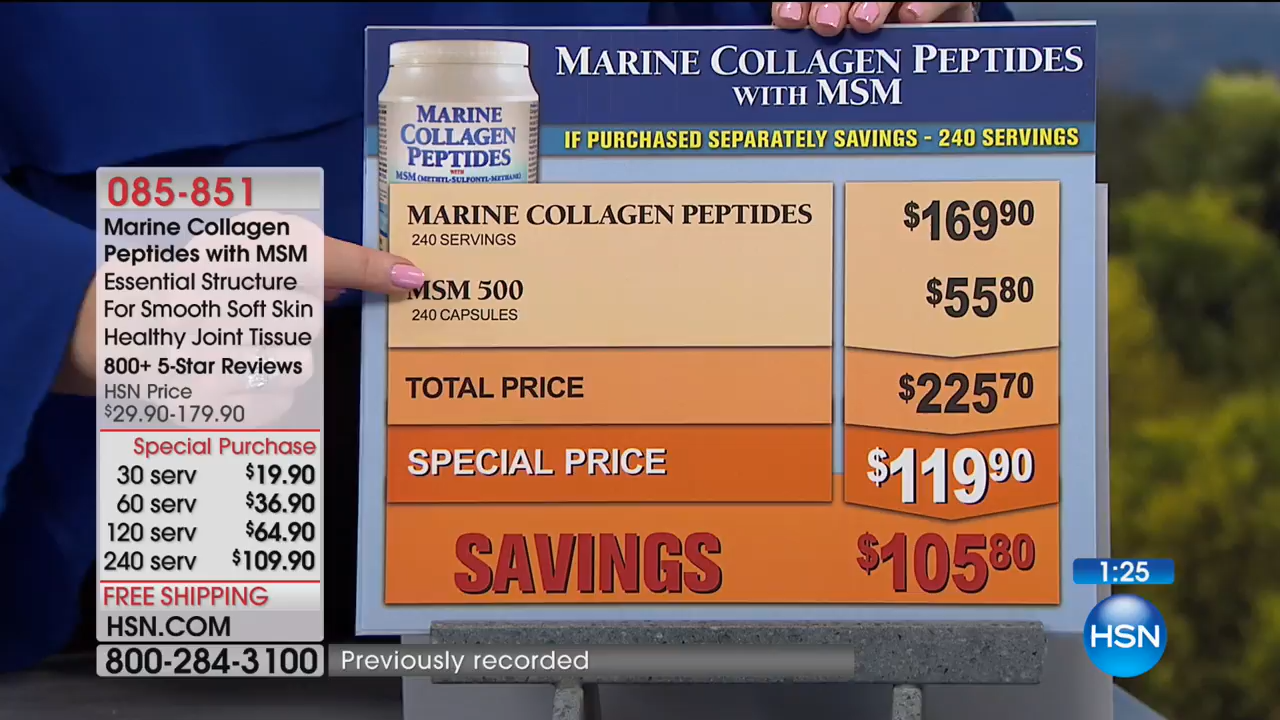 085-851
Marine Collagen
Peptides with MSM
Essential Structure
For Smooth Soft Skin
Healthy Joint Tissue
800+ 5-Star Reviews
HSN Price
$29.90-179.90
Special Purchase
30 serv $19.90
60 serv $36.90
120 serv $64.90
240 serv $109.90
FREE SHIPPING
HSN.COM
800-284-3100
Previously recorded
MARINE
COLLAGEN
PEPTIDES
WITH
MSM (METHYL-SULFONYL-METHANE)
MARINE COLLAGEN PEPTIDES
WITH MSM
IF PURCHASED SEPARATELY SAVINGS - 240 SERVINGS
MARINE COLLAGEN PEPTIDES $169.90
240 SERVINGS
MSM 500 $55.80
240 CAPSULES
TOTAL PRICE $225.70
SPECIAL PRICE $119.90
SAVINGS $105.80
1:25
HSN